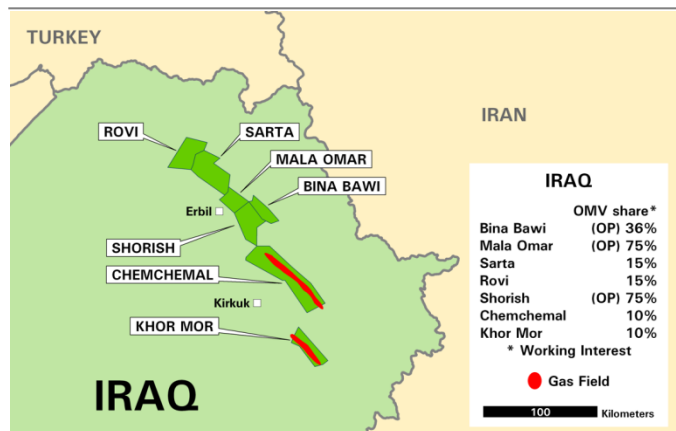 TURKEY
IRAN
ROVI
SARTA
MALA OMAR
BINA BAWI
Erbil
SHORISH
CHEMCHEMAL
Kirkuk
KHOR MOR
IRAQ
IRAQ
OMV share*
Bina Bawi (OP) 36%
Mala Omar (OP) 75%
Sarta 15%
Rovi 15%
Shorish (OP) 75%
Chemchemal 10%
Khor Mor 10%
* Working Interest
Gas Field
100 Kilometers